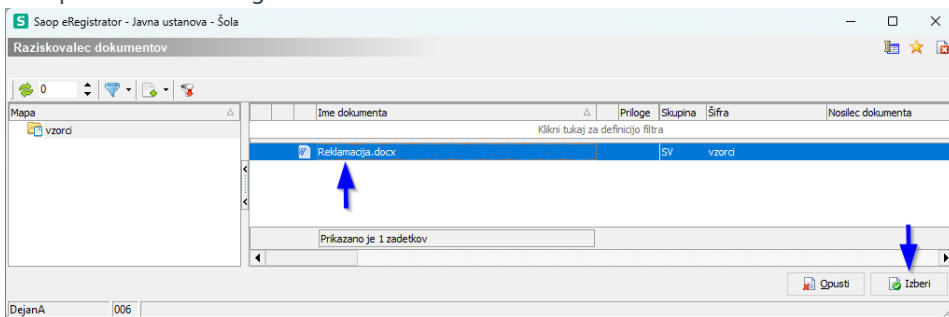 Saop eRegistrator - Javna ustanova - Šola
Raziskovalec dokumentov
0
Mapa
vzorci
Ime dokumenta Priloge Skupina Šifra Nosilec dokumenta
Klikni tukaj za definicijo filtra
Reklamacija.docx SV vzorci
Prikazano je 1 zadetkov
Opusti Izberi
DejanA 006